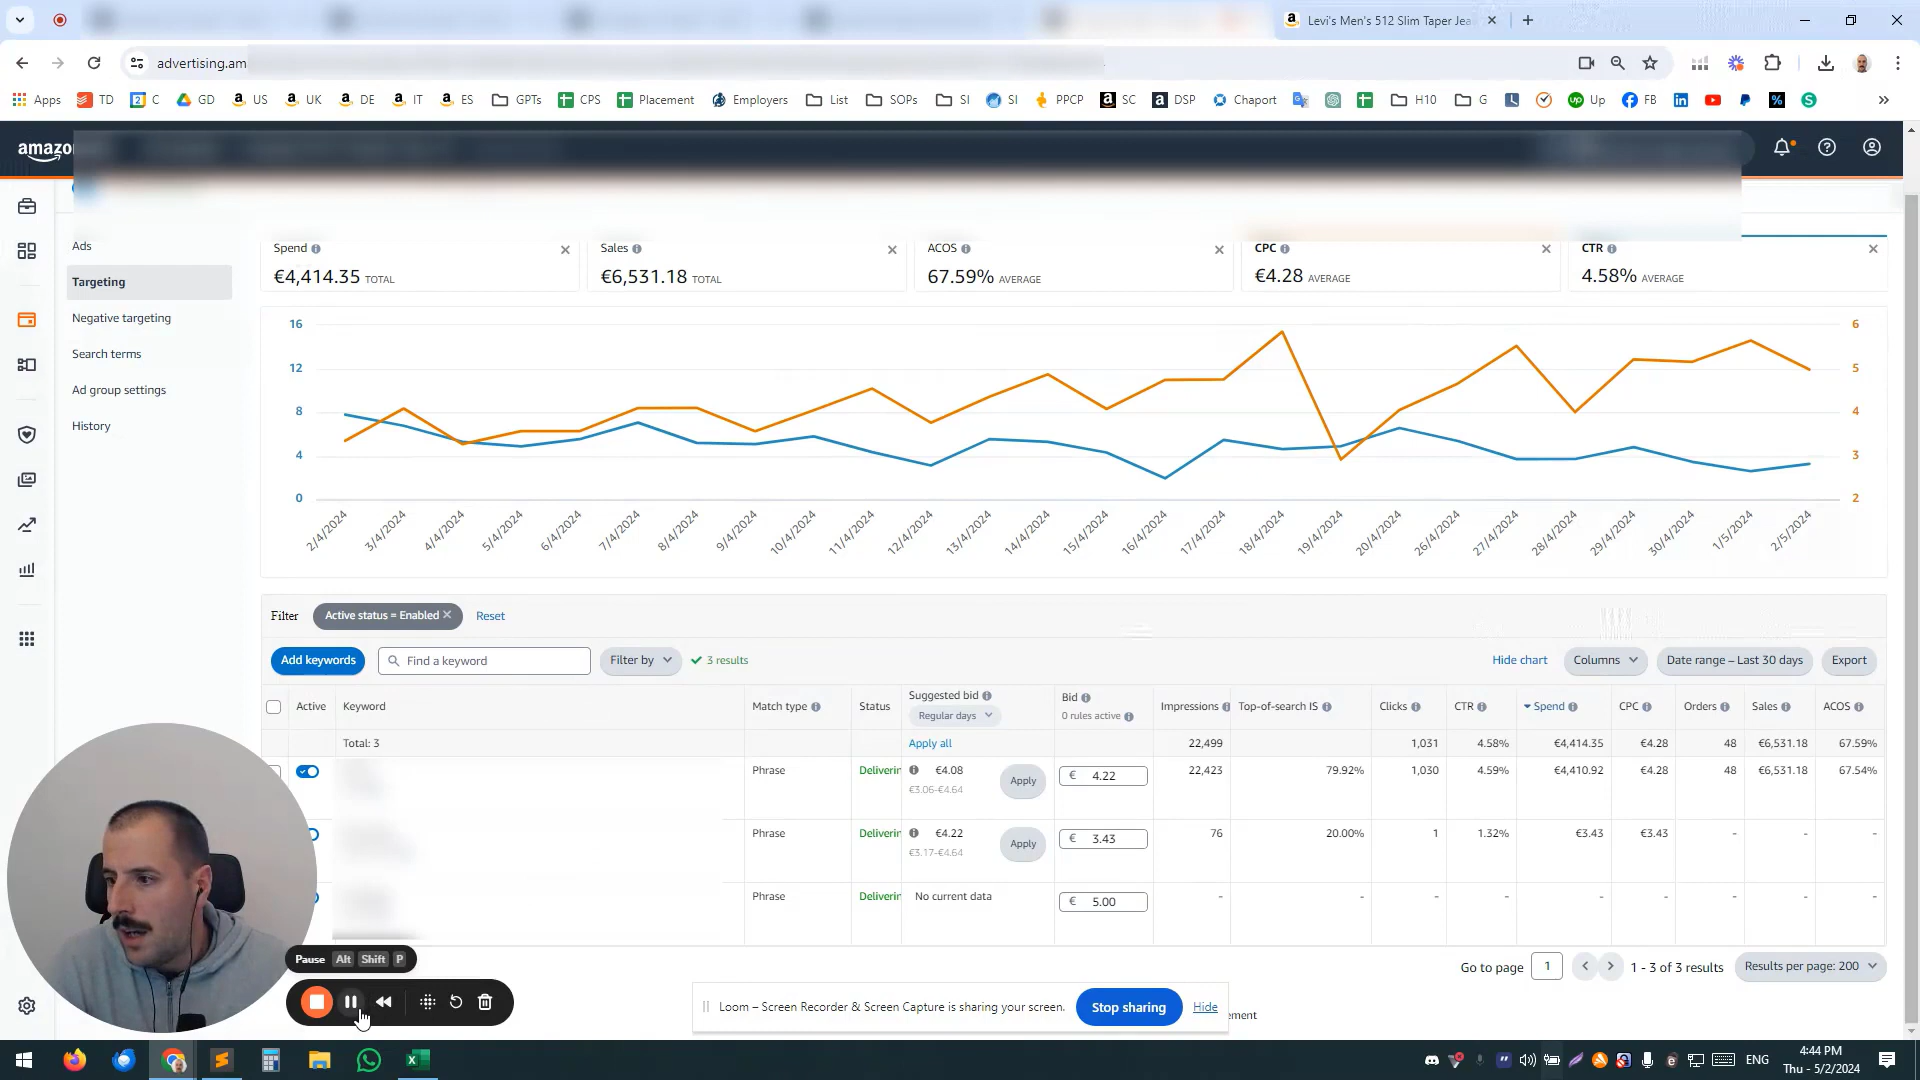 Levi's Men's 512 Slim Taper Jea
advertising.am
Apps TD C GD US UK DE IT ES GPTs CPS Placement Employers List SOPs SI SI PPCP SC DSP Chaport H10 G Up FB
amazon
Ads
Targeting
Negative targeting
Search terms
Ad group settings
History
Spend
€4,414.35 TOTAL
Sales
€6,531.18 TOTAL
ACOS
67.59% AVERAGE
CPC
€4.28 AVERAGE
CTR
4.58% AVERAGE
16 6
12 5
8 4
4 3
0 2
2/4/2024 3/4/2024 4/4/2024 5/4/2024 6/4/2024 7/4/2024 8/4/2024 9/4/2024 10/4/2024 11/4/2024 12/4/2024 13/4/2024 14/4/2024 15/4/2024 16/4/2024 17/4/2024 18/4/2024 19/4/2024 20/4/2024 26/4/2024 27/4/2024 28/4/2024 29/4/2024 30/4/2024 1/5/2024 2/5/2024
Filter Active status = Enabled Reset
Add keywords Find a keyword Filter by 3 results Hide chart Columns Date range – Last 30 days Export
Active Keyword Match type Status Suggested bid Regular days Bid 0 rules active Impressions Top-of-search IS Clicks CTR Spend CPC Orders Sales ACOS
Total: 3 Apply all 22,499 1,031 4.58% €4,414.35 €4.28 48 €6,531.18 67.59%
Phrase Deliverin €4.08 Apply € 4.22 22,423 79.92% 1,030 4.59% €4,410.92 €4.28 48 €6,531.18 67.54%
€3.06-€4.64
Phrase Deliverin €4.22 Apply € 3.43 76 20.00% 1 1.32% €3.43 €3.43 - - -
€3.17-€4.64
Phrase Deliverin No current data € 5.00 - - - - - - - - -
Pause Alt Shift P
Go to page 1 1 - 3 of 3 results Results per page: 200
Loom – Screen Recorder & Screen Capture is sharing your screen. Stop sharing Hide
ement
ENG
4:44 PM
Thu - 5/2/2024